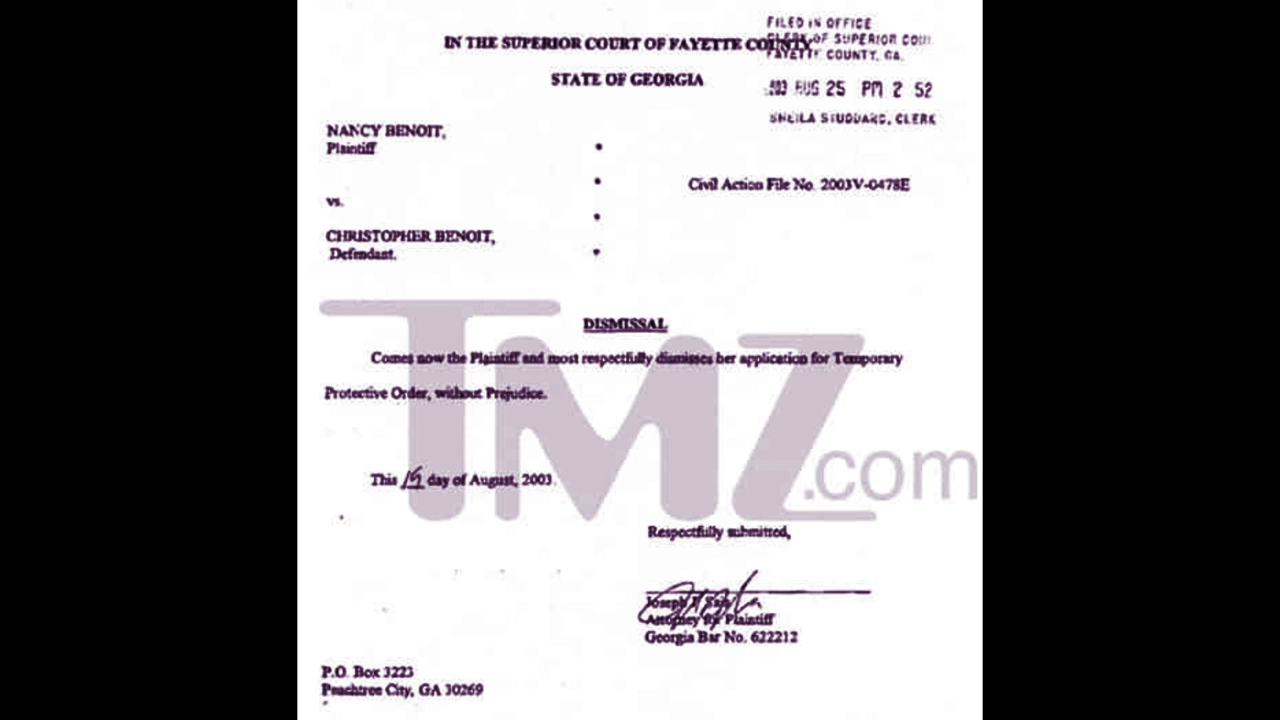 FILED IN OFFICE
CLERK OF SUPERIOR COURT
FAYETTE COUNTY, GA.
AUG 25 PM 2 52
SHEILA STUDDARD, CLERK
IN THE SUPERIOR COURT OF FAYETTE COUNTY
STATE OF GEORGIA
NANCY BENOIT,
Plaintiff
Civil Action File No. 2003V-0478E
vs.
CHRISTOPHER BENOIT,
Defendant.
DISMISSAL
Comes now the Plaintiff and most respectfully dismisses her application for Temporary
Protective Order, without Prejudice.
This day of August, 2003.
Respectfully submitted,
Joseph
Attorney for Plaintiff
Georgia Bar No. 622212
P.O. Box 3223
Peachtree City, GA 30269
TMZ.com